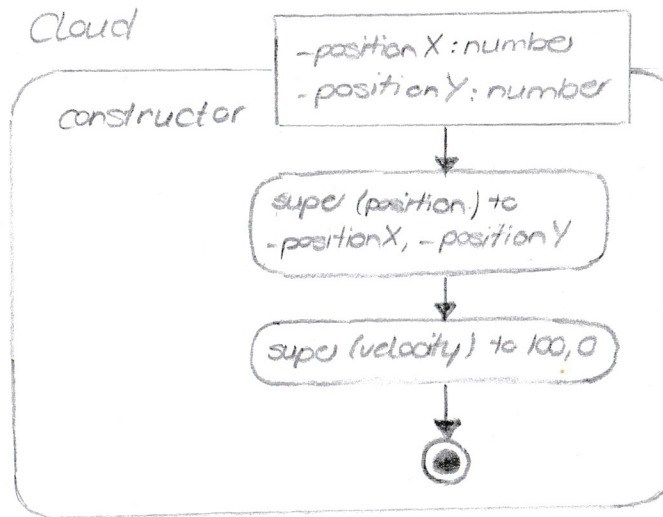 Cloud
-positionX: number
-positionY: number
constructor
super (position) to
-positionX, -positionY
super (velocity) to 100,0